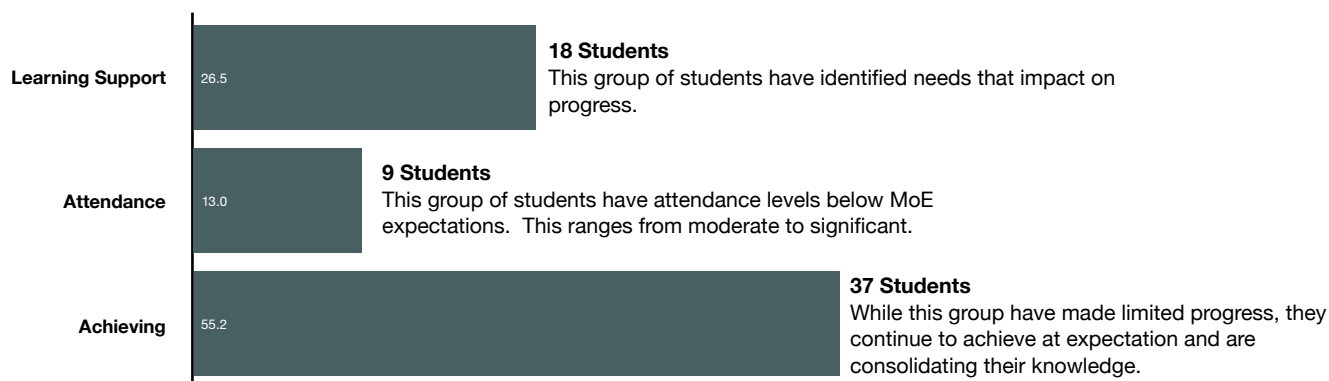 18 Students
Learning Support
26.5
This group of students have identified needs that impact on
progress.
9 Students
Attendance
13.0
This group of students have attendance levels below MoE
expectations.  This ranges from moderate to significant.
37 Students
While this group have made limited progress, they
Achieving
55.2
continue to achieve at expectation and are
consolidating their knowledge.